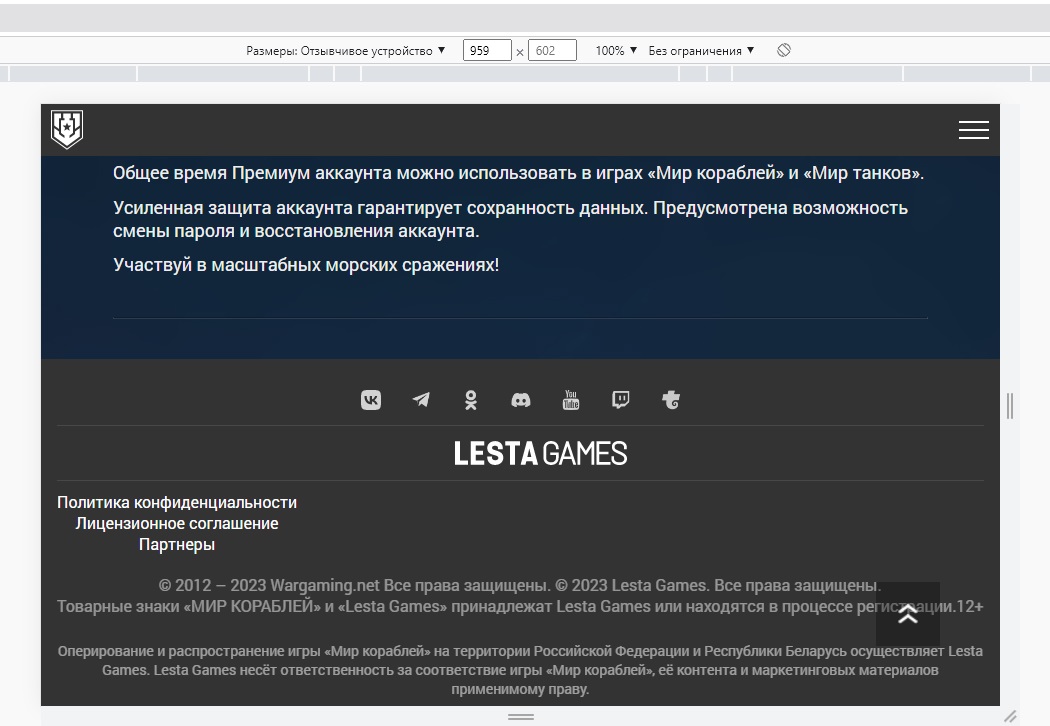 Размеры: Отзывчивое устройство ▼ 959 × 602 100% ▼ Без ограничения ▼
Общее время Премиум аккаунта можно использовать в играх «Мир кораблей» и «Мир танков».
Усиленная защита аккаунта гарантирует сохранность данных. Предусмотрена возможность
смены пароля и восстановления аккаунта.
Участвуй в масштабных морских сражениях!
You
Tube
LESTA GAMES
Политика конфиденциальности
Лицензионное соглашение
Партнеры
© 2012 – 2023 Wargaming.net Все права защищены. © 2023 Lesta Games. Все права защищены.
Товарные знаки «МИР КОРАБЛЕЙ» и «Lesta Games» принадлежат Lesta Games или находятся в процессе регистрации.12+
Оперирование и распространение игры «Мир кораблей» на территории Российской Федерации и Республики Беларусь осуществляет Lesta
Games. Lesta Games несёт ответственность за соответствие игры «Мир кораблей», её контента и маркетинговых материалов
применимому праву.